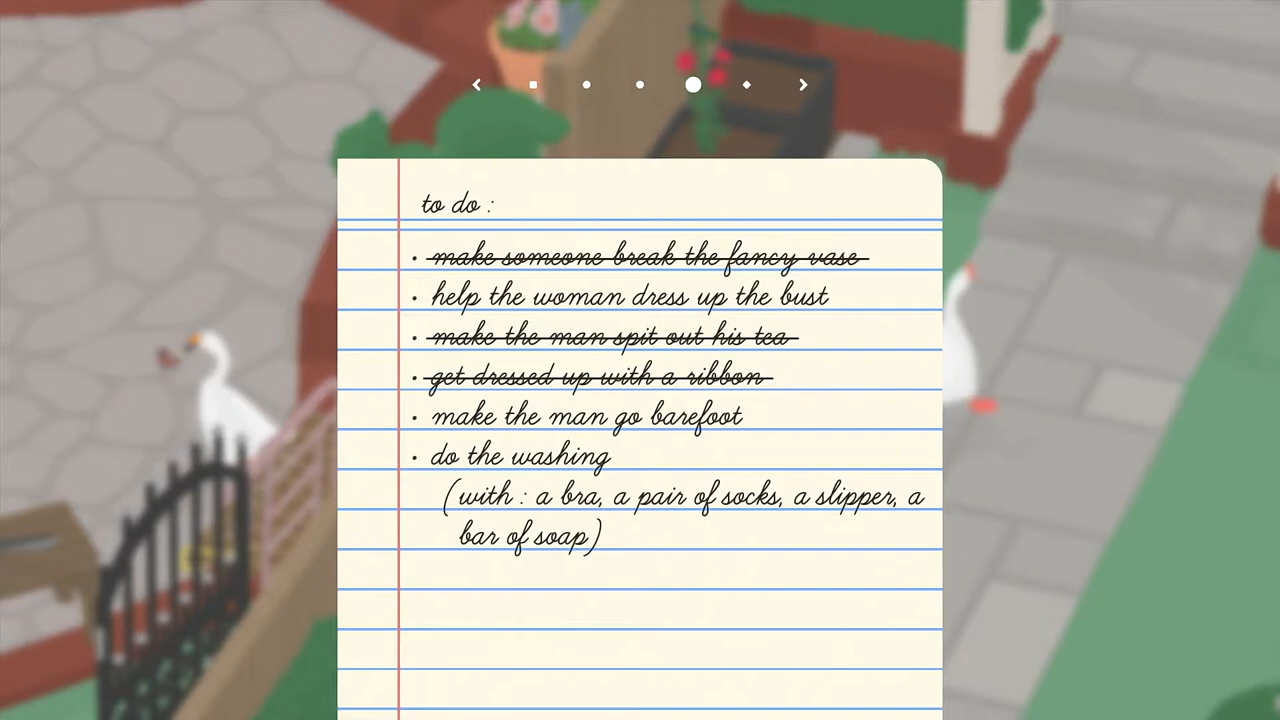 to do :
• make someone break the fancy vase
• help the woman dress up the bust
• make the man spit out his tea
• get dressed up with a ribbon
• make the man go barefoot
• do the washing
(with : a bra, a pair of socks, a slipper, a
bar of soap)